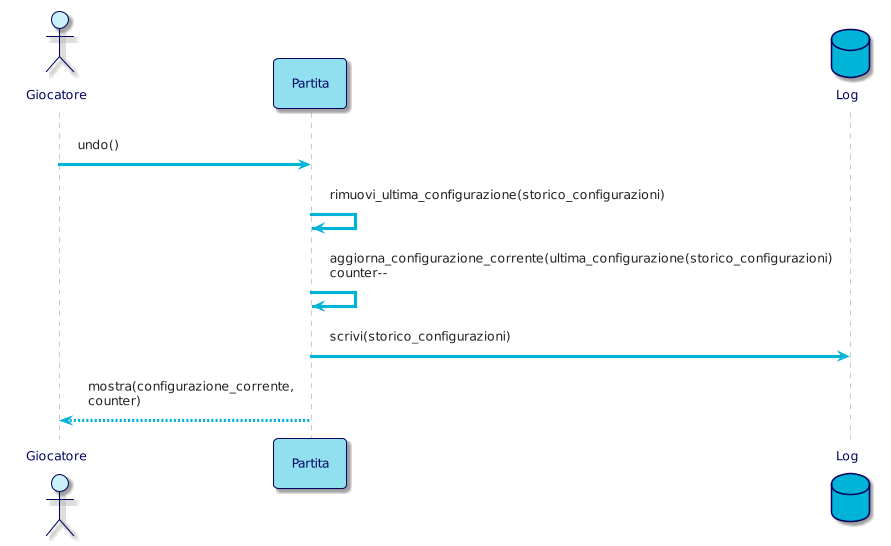 Giocatore
Partita
Log
undo()
rimuovi_ultima_configurazione(storico_configurazioni)
aggiorna_configurazione_corrente(ultima_configurazione(storico_configurazioni)
counter--
scrivi(storico_configurazioni)
mostra(configurazione_corrente,
counter)
Giocatore
Partita
Log